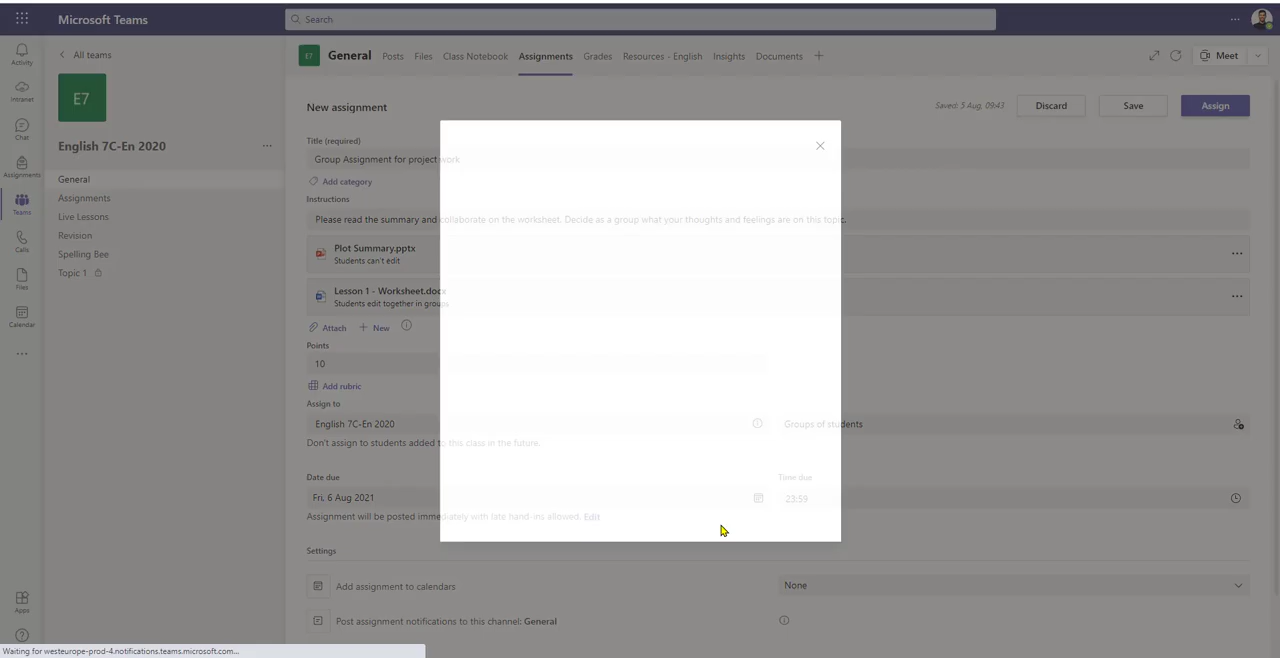 Microsoft Teams
Search
Activity
Intranet
Chat
Assignments
Teams
Calls
Files
Calendar
Apps
All teams
E7
English 7C-En 2020
General
Assignments
Live Lessons
Revision
Spelling Bee
Topic 1
E7
General
Posts
Files
Class Notebook
Assignments
Grades
Resources - English
Insights
Documents
Meet
New assignment
Saved: 5 Aug, 09:43
Discard
Save
Assign
Title (required)
Group Assignment for project work
Add category
Instructions
Please read the summary and collaborate on the worksheet. Decide as a group what your thoughts and feelings are on this topic.
Plot Summary.pptx
Students can't edit
Lesson 1 - Worksheet.docx
Students edit together in groups
Attach
New
Points
10
Add rubric
Assign to
English 7C-En 2020
Groups of students
Don't assign to students added to this class in the future.
Date due
Time due
Fri, 6 Aug 2021
23:59
Assignment will be posted immediately with late hand-ins allowed. Edit
Settings
Add assignment to calendars
None
Post assignment notifications to this channel: General
Waiting for westeurope-prod-4.notifications.teams.microsoft.com...